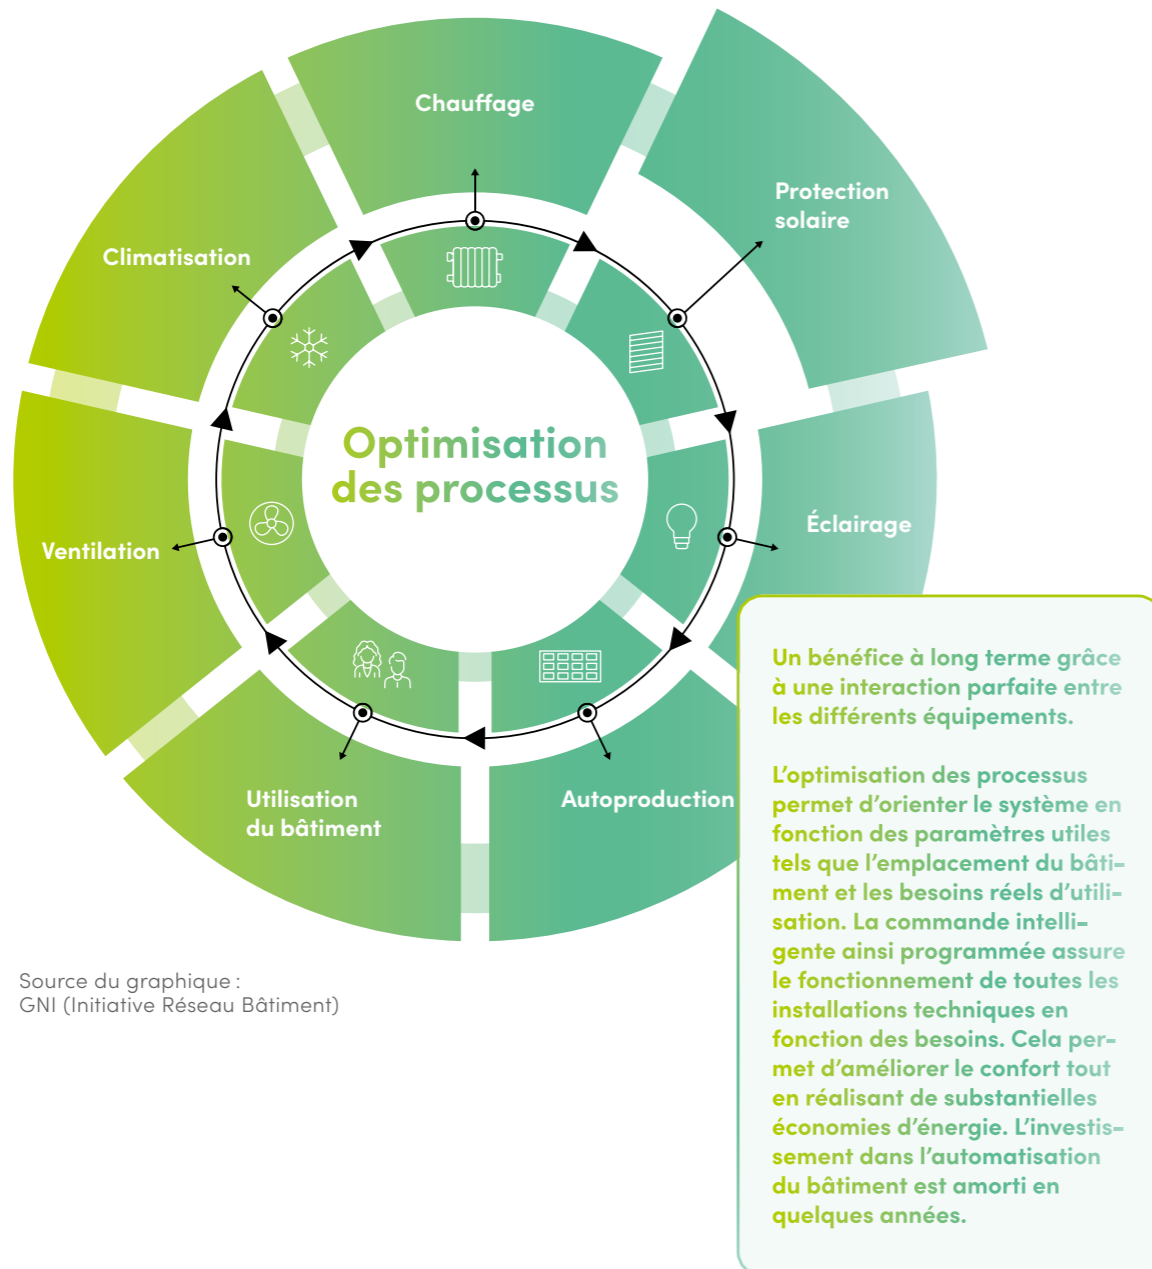 Chauffage
Protection
solaire
Climatisation
Optimisation
des processus
Éclairage
Ventilation
Utilisation
du bâtiment
Autoproduction
Un bénéfice à long terme grâce
à une interaction parfaite entre
les différents équipements.
L’optimisation des processus
permet d’orienter le système en
fonction des paramètres utiles
tels que l’emplacement du bâti-
ment et les besoins réels d’utili-
sation. La commande intelli-
gente ainsi programmée assure
le fonctionnement de toutes les
installations techniques en
fonction des besoins. Cela per-
met d’améliorer le confort tout
en réalisant de substantielles
économies d’énergie. L’investis-
sement dans l’automatisation
du bâtiment est amorti en
quelques années.
Source du graphique :
GNI (Initiative Réseau Bâtiment)